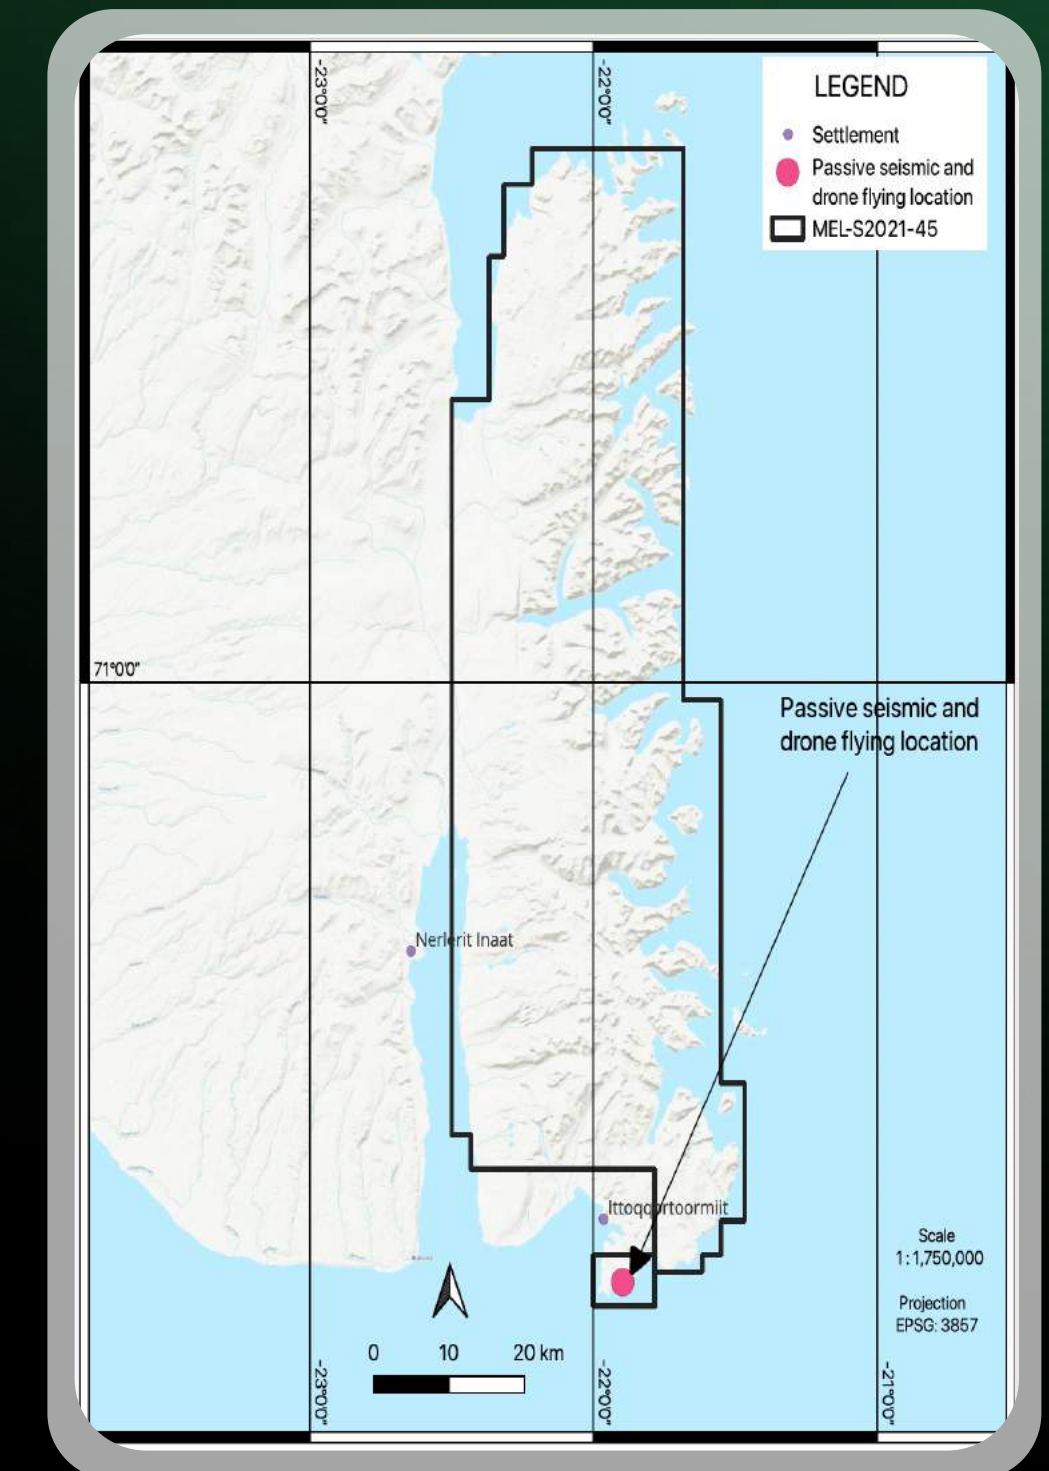 -23°0'0"
-22°0'0"
LEGEND
Settlement
Passive seismic and
drone flying location
MEL-S2021-45
71°0'0"
Passive seismic and
drone flying location
Nerlerit Inaat
Ittoqqortoormiit
Scale
1:1,750,000
Projection
EPSG: 3857
0 10 20 km
-23°0'0"
-22°0'0"
-21°0'0"